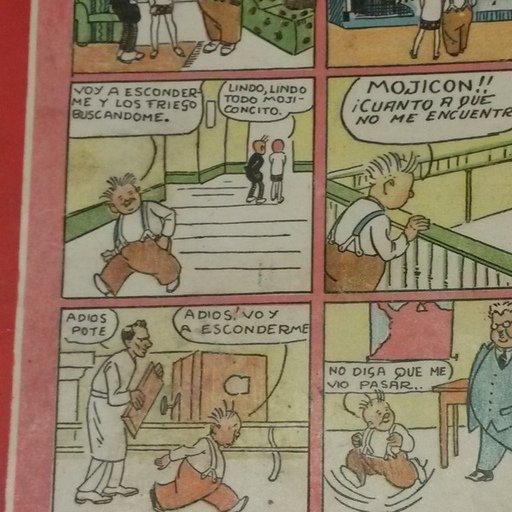 VOY A ESCONDER-
ME Y LOS FRIEGO
BUSCANDOME.
LINDO, LINDO
TODO MOJI-
CONCITO.
MOJICON!!
¡CUANTO A QUE
NO ME ENCUENTR
ADIOS
POTE
ADIOS! VOY
A ESCONDERME
NO DIGA QUE ME
VIO PASAR..